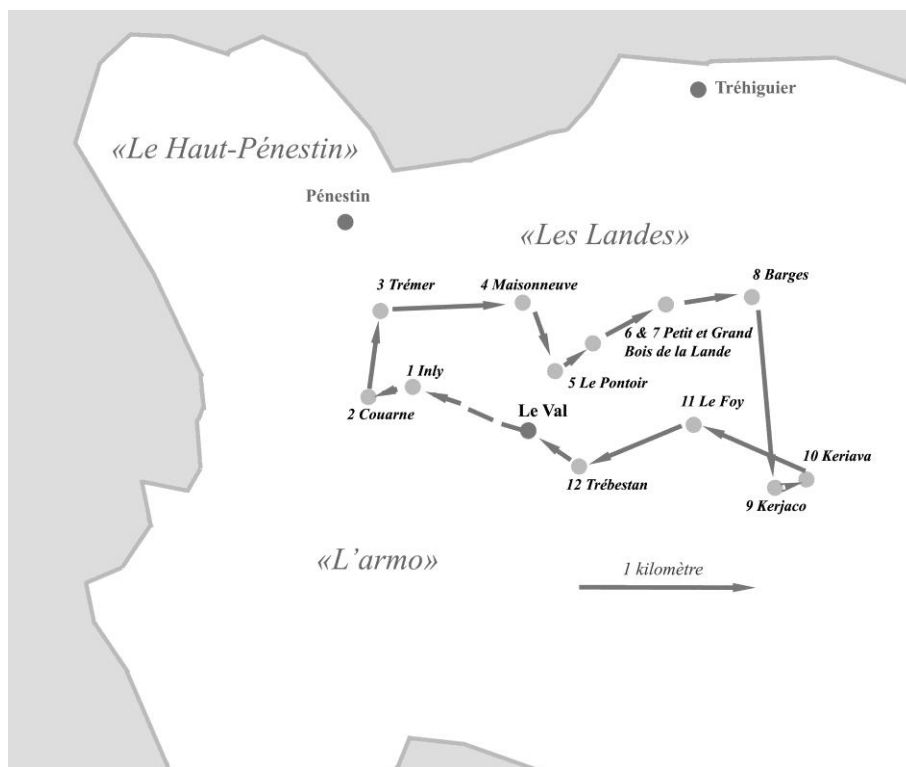 Tréhiguier
«Le Haut-Pénestin»
Pénestin
«Les Landes»
3 Trémer
4 Maisonneuve
8 Barges
6 & 7 Petit et Grand
Bois de la Lande
1 Inly
5 Le Pontoir
2 Couarne
Le Val
11 Le Foy
10 Keriava
12 Trébestan
9 Kerjaco
«L'armo»
1 kilomètre